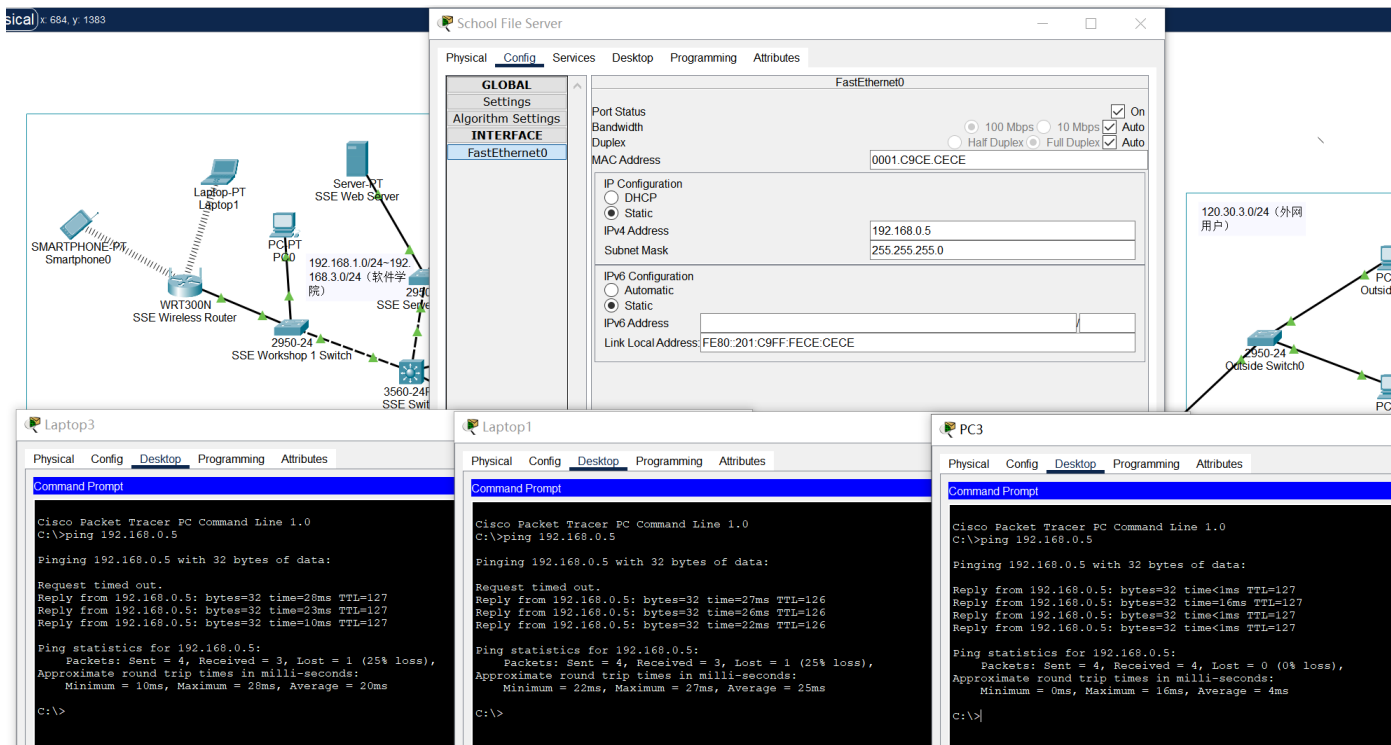 sical x: 684, y: 1383
School File Server
Physical Config Services Desktop Programming Attributes
GLOBAL
Settings
Algorithm Settings
INTERFACE
FastEthernet0
FastEthernet0
Port Status On
Bandwidth 100 Mbps 10 Mbps Auto
Duplex Half Duplex Full Duplex Auto
MAC Address 0001.C9CE.CECE
IP Configuration
DHCP
Static
IPv4 Address 192.168.0.5
Subnet Mask 255.255.255.0
IPv6 Configuration
Automatic
Static
IPv6 Address /
Link Local Address: FE80::201:C9FF:FECE:CECE
Laptop-PT
Laptop1
Server-PT
SSE Web Server
SMARTPHONE-PT
Smartphone0
PC-PT
PC0
192.168.1.0/24~192.
168.3.0/24（软件学
院）
WRT300N
SSE Wireless Router
2950
SSE Serve
2950-24
SSE Workshop 1 Switch
3560-24P
SSE Swit
120.30.3.0/24（外网
用户）
PC
Outsid
2950-24
Outside Switch0
PC
Laptop3
Physical Config Desktop Programming Attributes
Command Prompt
Cisco Packet Tracer PC Command Line 1.0
C:\>ping 192.168.0.5
Pinging 192.168.0.5 with 32 bytes of data:
Request timed out.
Reply from 192.168.0.5: bytes=32 time=28ms TTL=127
Reply from 192.168.0.5: bytes=32 time=23ms TTL=127
Reply from 192.168.0.5: bytes=32 time=10ms TTL=127
Ping statistics for 192.168.0.5:
Packets: Sent = 4, Received = 3, Lost = 1 (25% loss),
Approximate round trip times in milli-seconds:
Minimum = 10ms, Maximum = 28ms, Average = 20ms
C:\>
Laptop1
Physical Config Desktop Programming Attributes
Command Prompt
Cisco Packet Tracer PC Command Line 1.0
C:\>ping 192.168.0.5
Pinging 192.168.0.5 with 32 bytes of data:
Request timed out.
Reply from 192.168.0.5: bytes=32 time=27ms TTL=126
Reply from 192.168.0.5: bytes=32 time=26ms TTL=126
Reply from 192.168.0.5: bytes=32 time=22ms TTL=126
Ping statistics for 192.168.0.5:
Packets: Sent = 4, Received = 3, Lost = 1 (25% loss),
Approximate round trip times in milli-seconds:
Minimum = 22ms, Maximum = 27ms, Average = 25ms
C:\>
PC3
Physical Config Desktop Programming Attributes
Command Prompt
Cisco Packet Tracer PC Command Line 1.0
C:\>ping 192.168.0.5
Pinging 192.168.0.5 with 32 bytes of data:
Reply from 192.168.0.5: bytes=32 time<1ms TTL=127
Reply from 192.168.0.5: bytes=32 time=16ms TTL=127
Reply from 192.168.0.5: bytes=32 time<1ms TTL=127
Reply from 192.168.0.5: bytes=32 time<1ms TTL=127
Ping statistics for 192.168.0.5:
Packets: Sent = 4, Received = 4, Lost = 0 (0% loss),
Approximate round trip times in milli-seconds:
Minimum = 0ms, Maximum = 16ms, Average = 4ms
C:\>